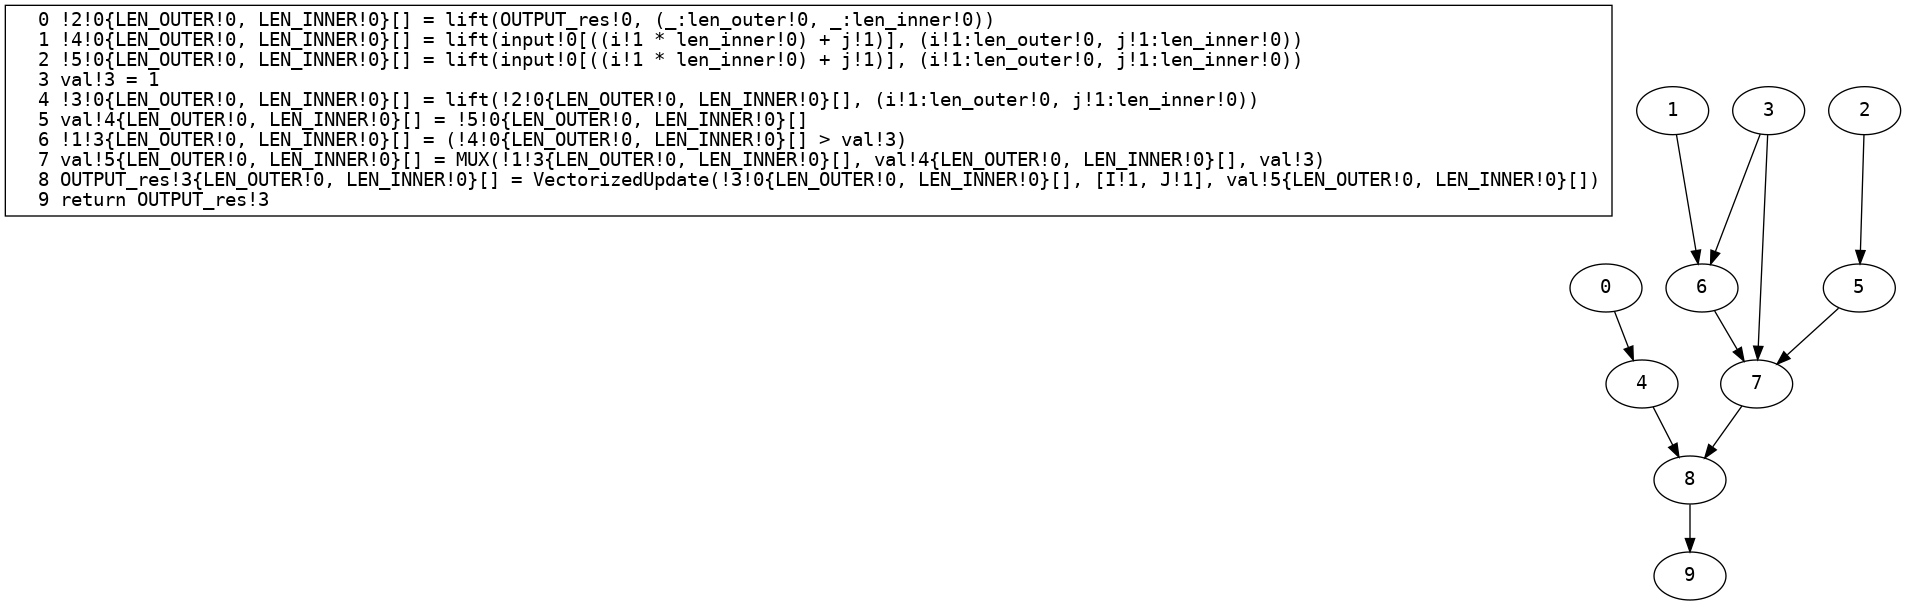 0 !2!0{LEN_OUTER!0, LEN_INNER!0}[] = lift(OUTPUT_res!0, (_:len_outer!0, _:len_inner!0))
1 !4!0{LEN_OUTER!0, LEN_INNER!0}[] = lift(input!0[((i!1 * len_inner!0) + j!1)], (i!1:len_outer!0, j!1:len_inner!0))
2 !5!0{LEN_OUTER!0, LEN_INNER!0}[] = lift(input!0[((i!1 * len_inner!0) + j!1)], (i!1:len_outer!0, j!1:len_inner!0))
3 val!3 = 1
4 !3!0{LEN_OUTER!0, LEN_INNER!0}[] = lift(!2!0{LEN_OUTER!0, LEN_INNER!0}[], (i!1:len_outer!0, j!1:len_inner!0))
5 val!4{LEN_OUTER!0, LEN_INNER!0}[] = !5!0{LEN_OUTER!0, LEN_INNER!0}[]
6 !1!3{LEN_OUTER!0, LEN_INNER!0}[] = (!4!0{LEN_OUTER!0, LEN_INNER!0}[] > val!3)
7 val!5{LEN_OUTER!0, LEN_INNER!0}[] = MUX(!1!3{LEN_OUTER!0, LEN_INNER!0}[], val!4{LEN_OUTER!0, LEN_INNER!0}[], val!3)
8 OUTPUT_res!3{LEN_OUTER!0, LEN_INNER!0}[] = VectorizedUpdate(!3!0{LEN_OUTER!0, LEN_INNER!0}[], [I!1, J!1], val!5{LEN_OUTER!0, LEN_INNER!0}[])
9 return OUTPUT_res!3
1 3 2
0 6 5
4 7
8
9